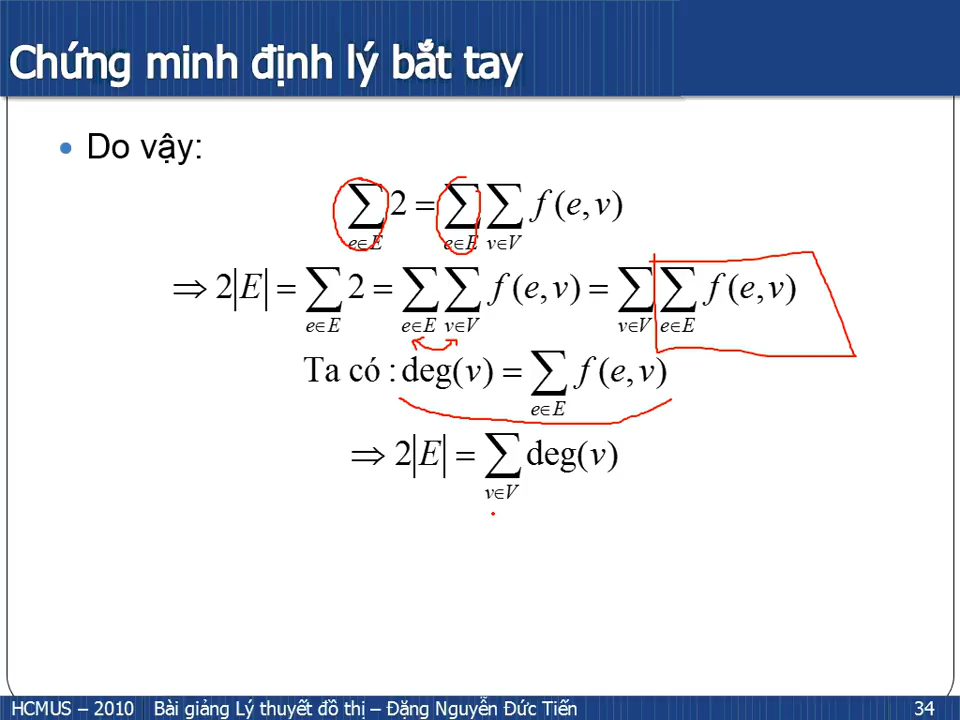 Chứng minh định lý bắt tay
• Do vậy:
∑_{e∈E} 2 = ∑_{e∈E} ∑_{v∈V} f(e,v)
⇒ 2|E| = ∑_{e∈E} 2 = ∑_{e∈E} ∑_{v∈V} f(e,v) = ∑_{v∈V} ∑_{e∈E} f(e,v)
Ta có : deg(v) = ∑_{e∈E} f(e,v)
⇒ 2|E| = ∑_{v∈V} deg(v)
HCMUS – 2010 Bài giảng Lý thuyết đồ thị – Đặng Nguyễn Đức Tiến 34